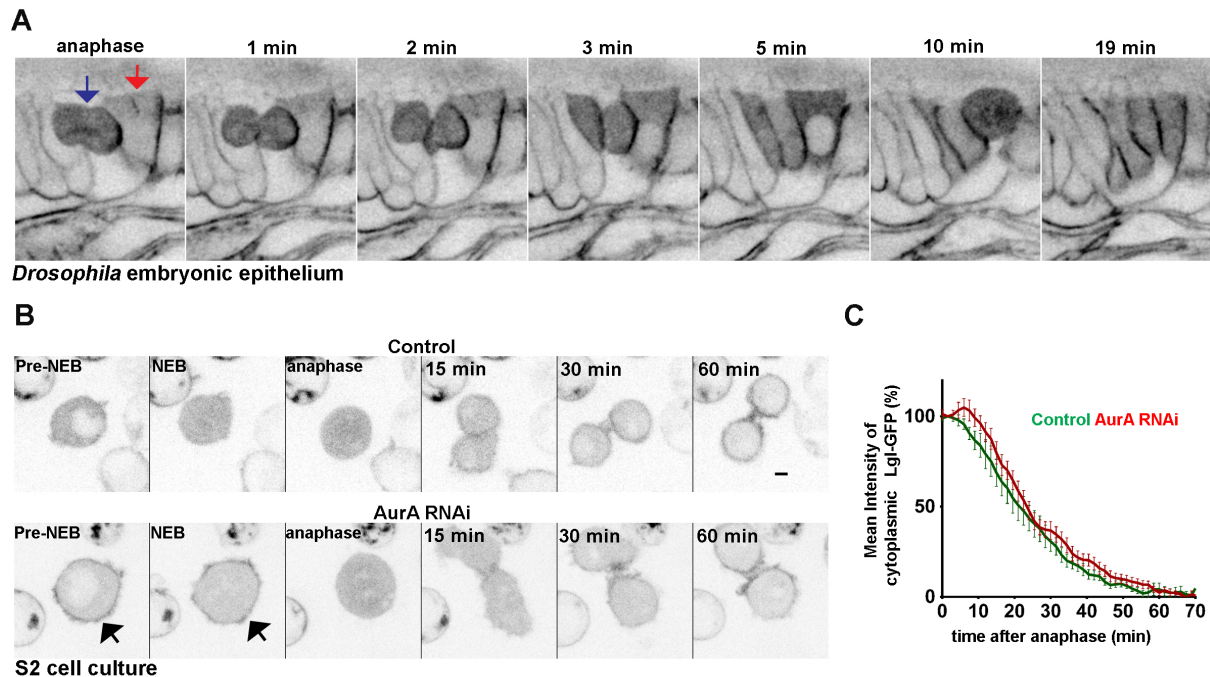 A
anaphase 1 min 2 min 3 min 5 min 10 min 19 min
Drosophila embryonic epithelium
B
Control
Pre-NEB NEB anaphase 15 min 30 min 60 min
AurA RNAi
Pre-NEB NEB anaphase 15 min 30 min 60 min
S2 cell culture
C
Mean Intensity of
cytoplasmic Lgl-GFP (%)
100
50
0
Control AurA RNAi
0 10 20 30 40 50 60 70
time after anaphase (min)